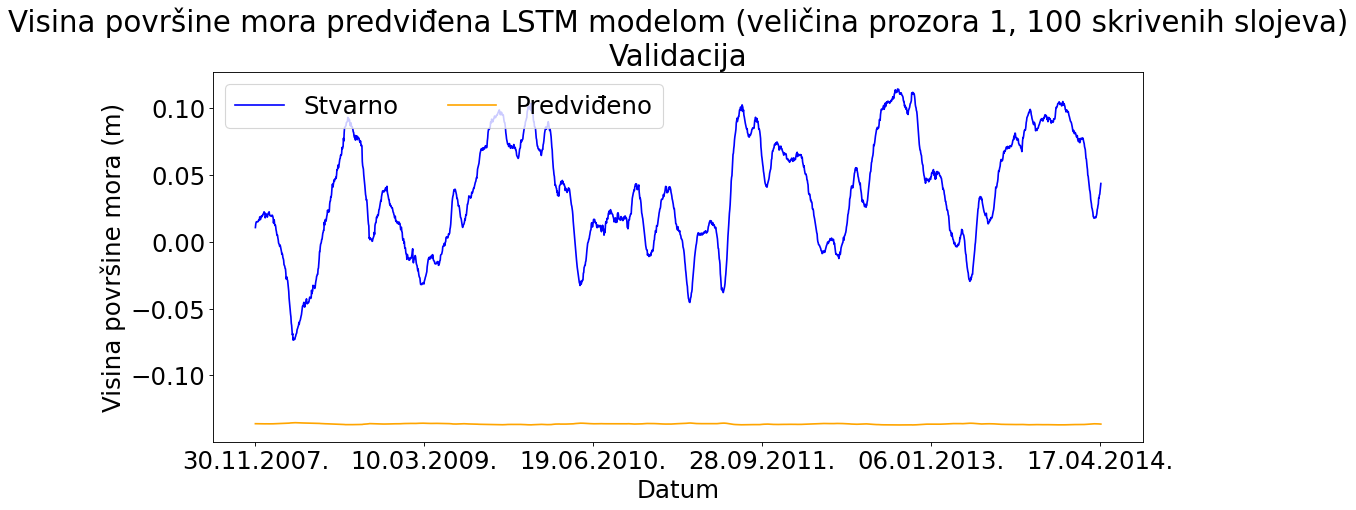 Visina površine mora predviđena LSTM modelom (veličina prozora 1, 100 skrivenih slojeva)
Validacija
Stvarno Predviđeno
Visina površine mora (m)
0.10
0.05
0.00
−0.05
−0.10
30.11.2007. 10.03.2009. 19.06.2010. 28.09.2011. 06.01.2013. 17.04.2014.
Datum